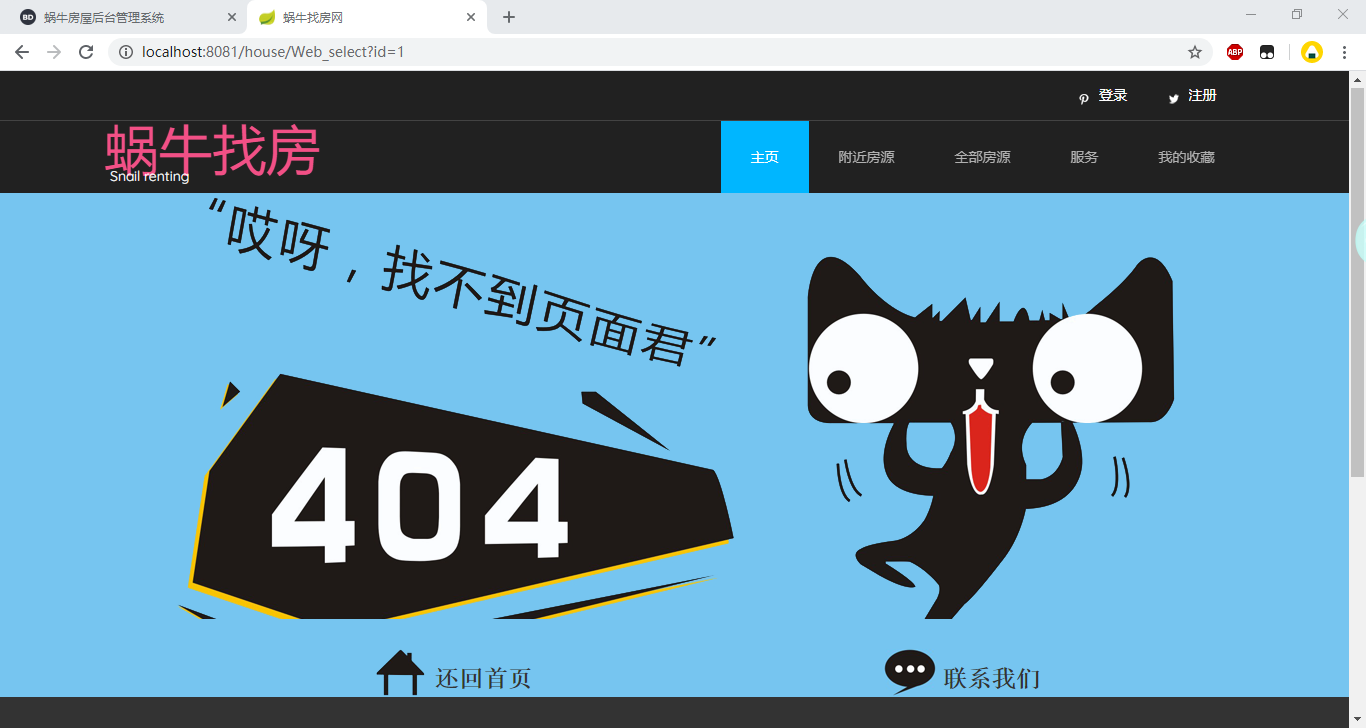 BD 蜗牛房屋后台管理系统
蜗牛找房网
localhost:8081/house/Web_select?id=1
ABP
登录
注册
蜗牛找房
Snail renting
主页
附近房源
全部房源
服务
我的收藏
“哎呀，找不到页面君”
404
还回首页
联系我们